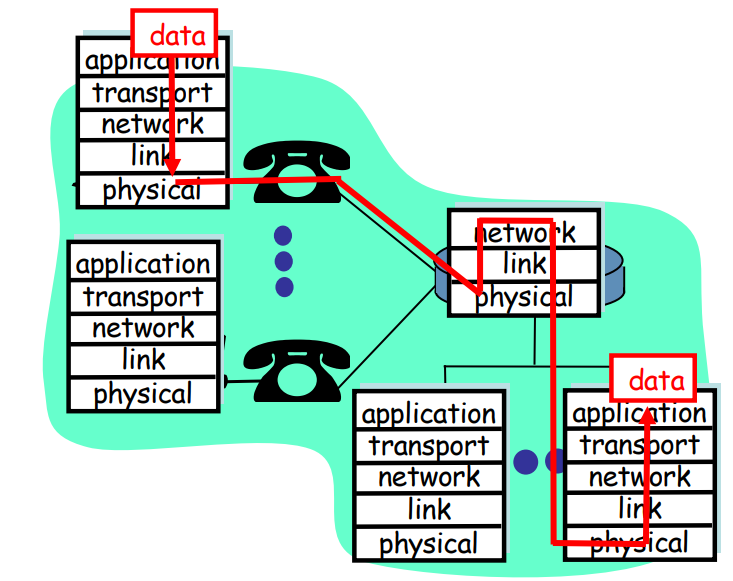 data
application
transport
network
link
physical
application
transport
network
link
physical
network
link
physical
application
transport
network
link
physical
data
application
transport
network
link
physical